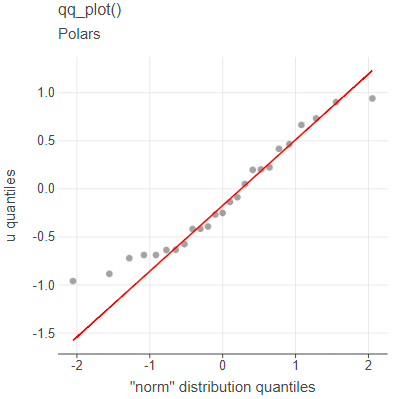 qq_plot()
Polars
1.0
0.5
0.0
-0.5
-1.0
-1.5
u quantiles
-2 -1 0 1 2
"norm" distribution quantiles